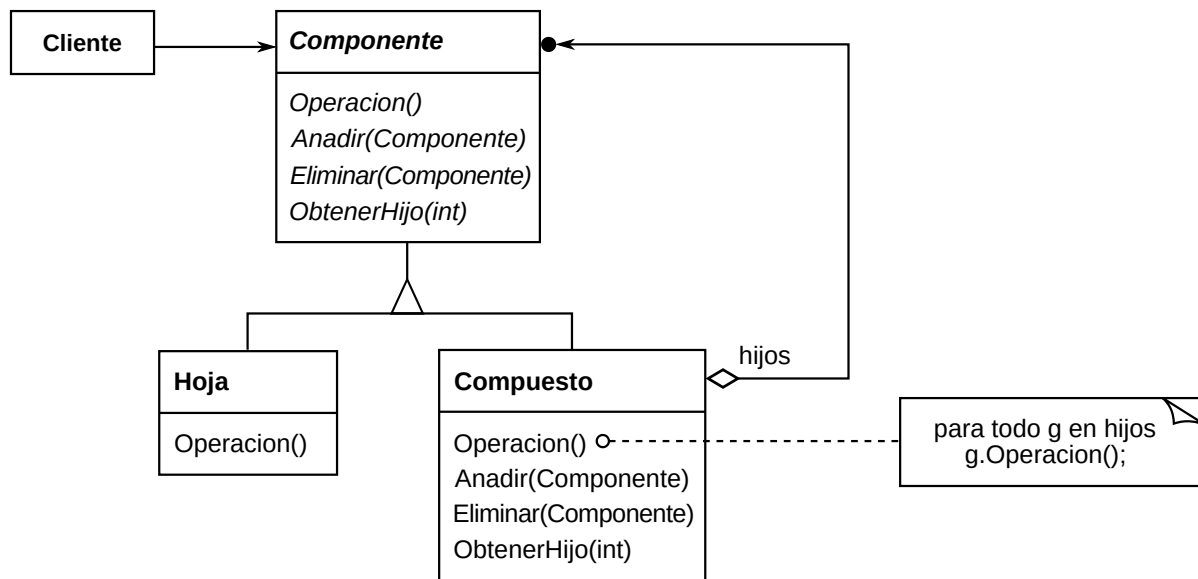 Cliente
Componente
Operacion()
Anadir(Componente)
Eliminar(Componente)
ObtenerHijo(int)
Hoja
Operacion()
Compuesto
Operacion()
Anadir(Componente)
Eliminar(Componente)
ObtenerHijo(int)
hijos
para todo g en hijos
g.Operacion();